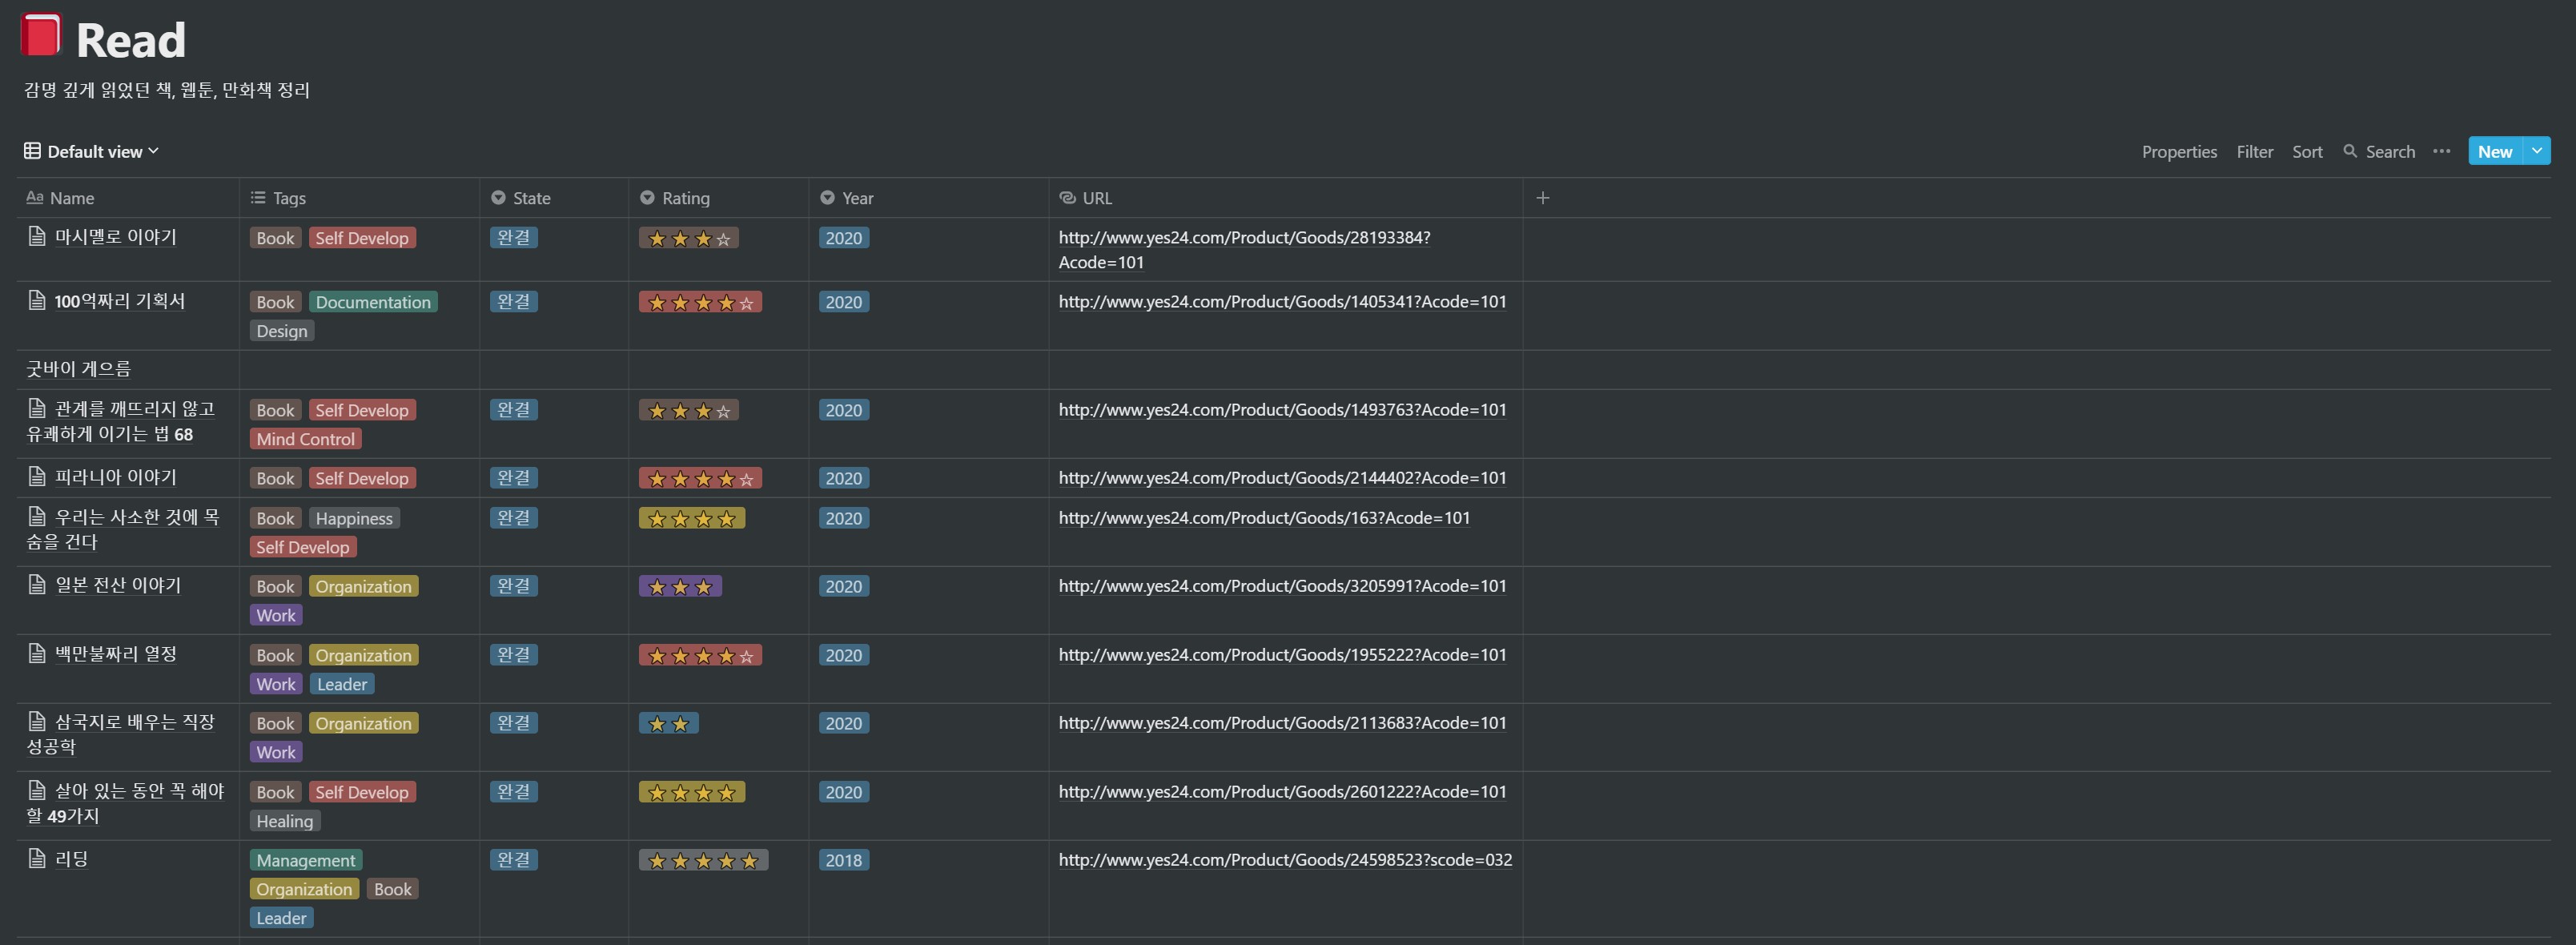 Read
감명 깊게 읽었던 책, 웹툰, 만화책 정리
Default view
Properties Filter Sort Search ••• New
Aa Name Tags State Rating Year URL +
마시멜로 이야기 Book Self Develop 완결 ★★★☆ 2020 http://www.yes24.com/Product/Goods/28193384?
Acode=101
100억짜리 기획서 Book Documentation 완결 ★★★★☆ 2020 http://www.yes24.com/Product/Goods/1405341?Acode=101
Design
굿바이 게으름
관계를 깨뜨리지 않고 Book Self Develop 완결 ★★★☆ 2020 http://www.yes24.com/Product/Goods/1493763?Acode=101
유쾌하게 이기는 법 68 Mind Control
피라니아 이야기 Book Self Develop 완결 ★★★★☆ 2020 http://www.yes24.com/Product/Goods/2144402?Acode=101
우리는 사소한 것에 목 Book Happiness 완결 ★★★★ 2020 http://www.yes24.com/Product/Goods/163?Acode=101
숨을 건다 Self Develop
일본 전산 이야기 Book Organization 완결 ★★★ 2020 http://www.yes24.com/Product/Goods/3205991?Acode=101
Work
백만불짜리 열정 Book Organization 완결 ★★★★☆ 2020 http://www.yes24.com/Product/Goods/1955222?Acode=101
Work Leader
삼국지로 배우는 직장 Book Organization 완결 ★★ 2020 http://www.yes24.com/Product/Goods/2113683?Acode=101
성공학 Work
살아 있는 동안 꼭 해야 Book Self Develop 완결 ★★★★ 2020 http://www.yes24.com/Product/Goods/2601222?Acode=101
할 49가지 Healing
리딩 Management 완결 ★★★★★ 2018 http://www.yes24.com/Product/Goods/24598523?scode=032
Organization Book
Leader